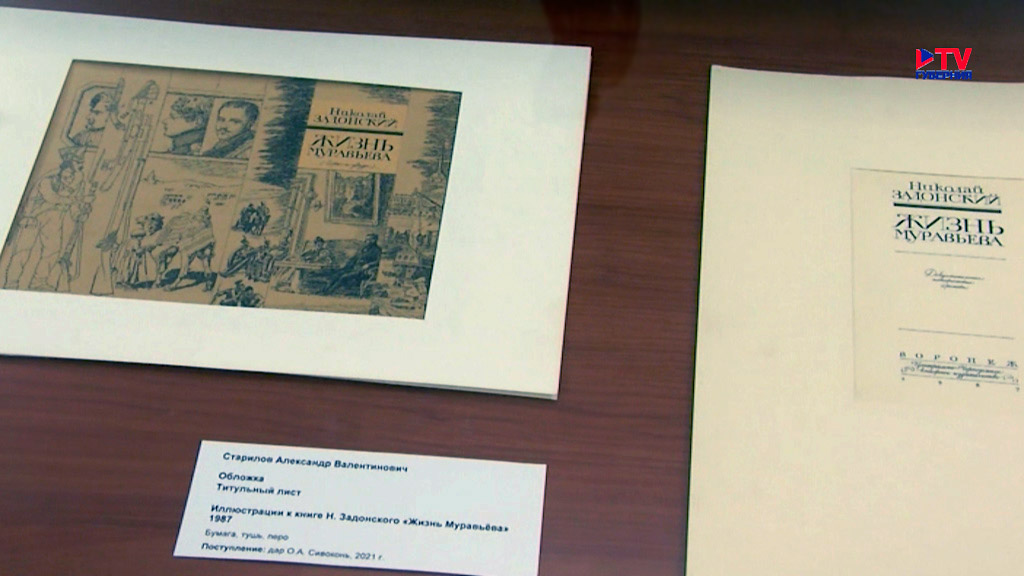 TV
ГУБЕРНИЯ
Николай
ЗАДОНСКИЙ
ЖИЗНЬ
МУРАВЬЕВА
Николай
ЗАДОНСКИЙ
ЖИЗНЬ
МУРАВЬЕВА
ВОРОНЕЖ
Старилов Александр Валентинович
Обложка
Титульный лист
Иллюстрации к книге Н. Задонского «Жизнь Муравьёва»
1987
Бумага, тушь, перо
Поступление: дар О.А. Сивоконь, 2021 г.